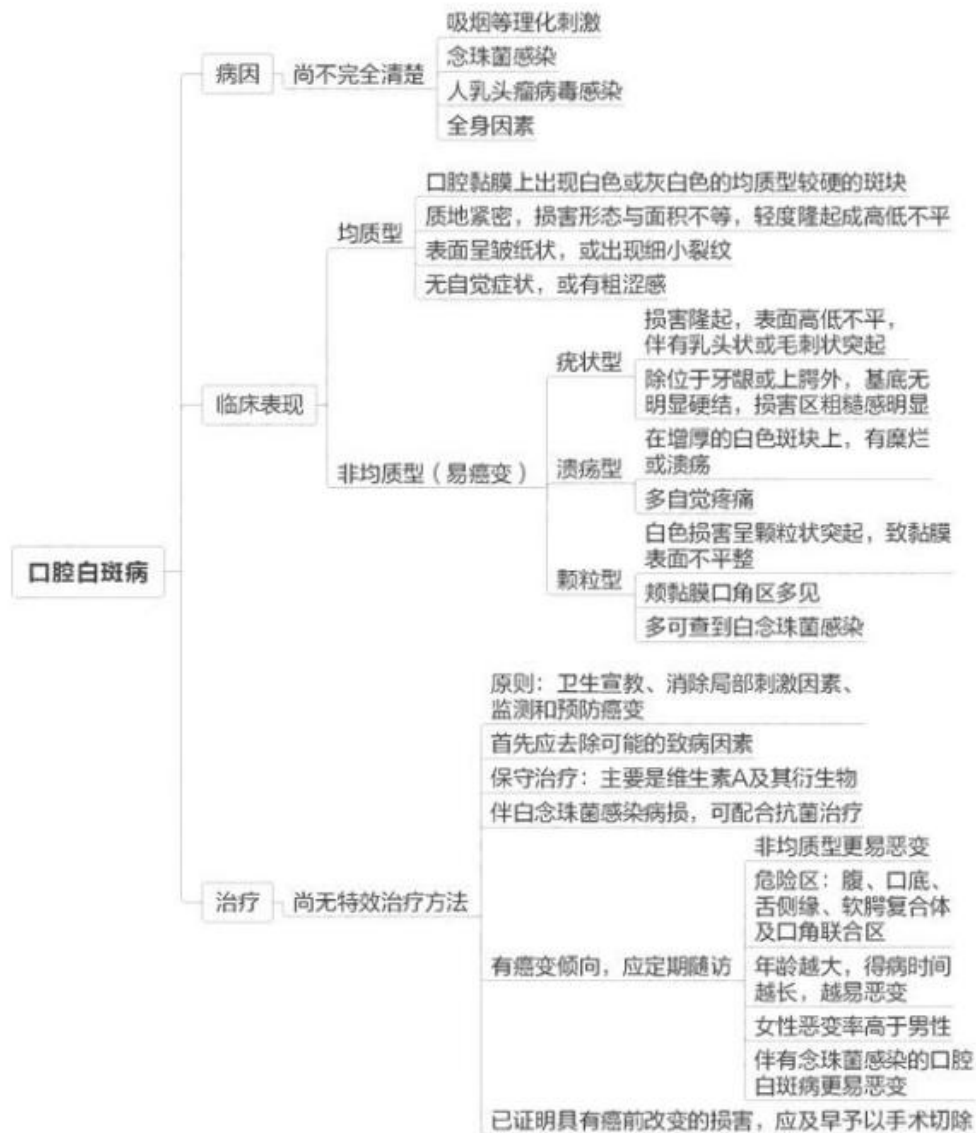 口腔白斑病
病因
尚不完全清楚
吸烟等理化刺激
念珠菌感染
人乳头瘤病毒感染
全身因素
临床表现
均质型
口腔黏膜上出现白色或灰白色的均质型较硬的斑块
质地紧密，损害形态与面积不等，轻度隆起成高低不平
表面呈皱纸状，或出现细小裂纹
无自觉症状，或有粗涩感
非均质型（易癌变）
疣状型
损害隆起，表面高低不平，
伴有乳头状或毛刺状突起
除位于牙龈或上腭外，基底无
明显硬结，损害区粗糙感明显
溃疡型
在增厚的白色斑块上，有糜烂
或溃疡
多自觉疼痛
颗粒型
白色损害呈颗粒状突起，致黏膜
表面不平整
颊黏膜口角区多见
多可查到白念珠菌感染
治疗
尚无特效治疗方法
原则：卫生宣教、消除局部刺激因素、
监测和预防癌变
首先应去除可能的致病因素
保守治疗：主要是维生素A及其衍生物
伴白念珠菌感染病损，可配合抗菌治疗
有癌变倾向，应定期随访
非均质型更易恶变
危险区：腹、口底、
舌侧缘、软腭复合体
及口角联合区
年龄越大，得病时间
越长，越易恶变
女性恶变率高于男性
伴有念珠菌感染的口腔
白斑病更易恶变
已证明具有癌前改变的损害，应及早予以手术切除